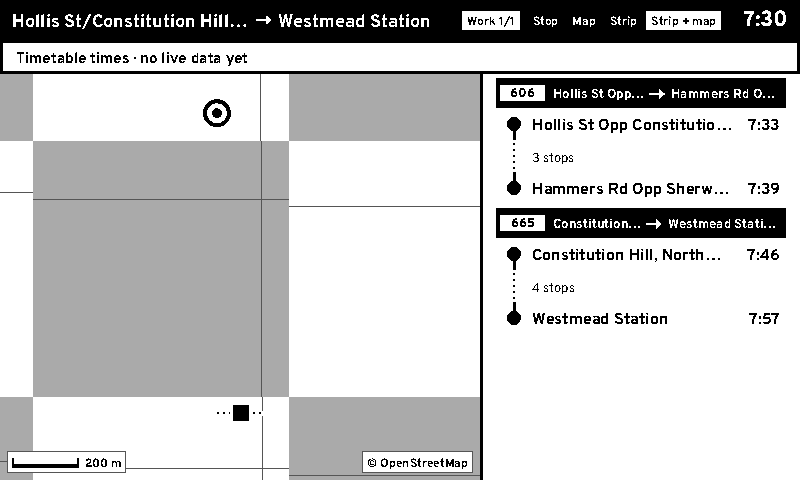 Hollis St/Constitution Hill... → Westmead Station
Work 1/1 Stop Map Strip Strip + map 7:30
Timetable times · no live data yet
606 Hollis St Opp... → Hammers Rd O...
Hollis St Opp Constitutio... 7:33
3 stops
Hammers Rd Opp Sherw... 7:39
665 Constitution... → Westmead Stati...
Constitution Hill, North... 7:46
4 stops
Westmead Station 7:57
200 m
© OpenStreetMap